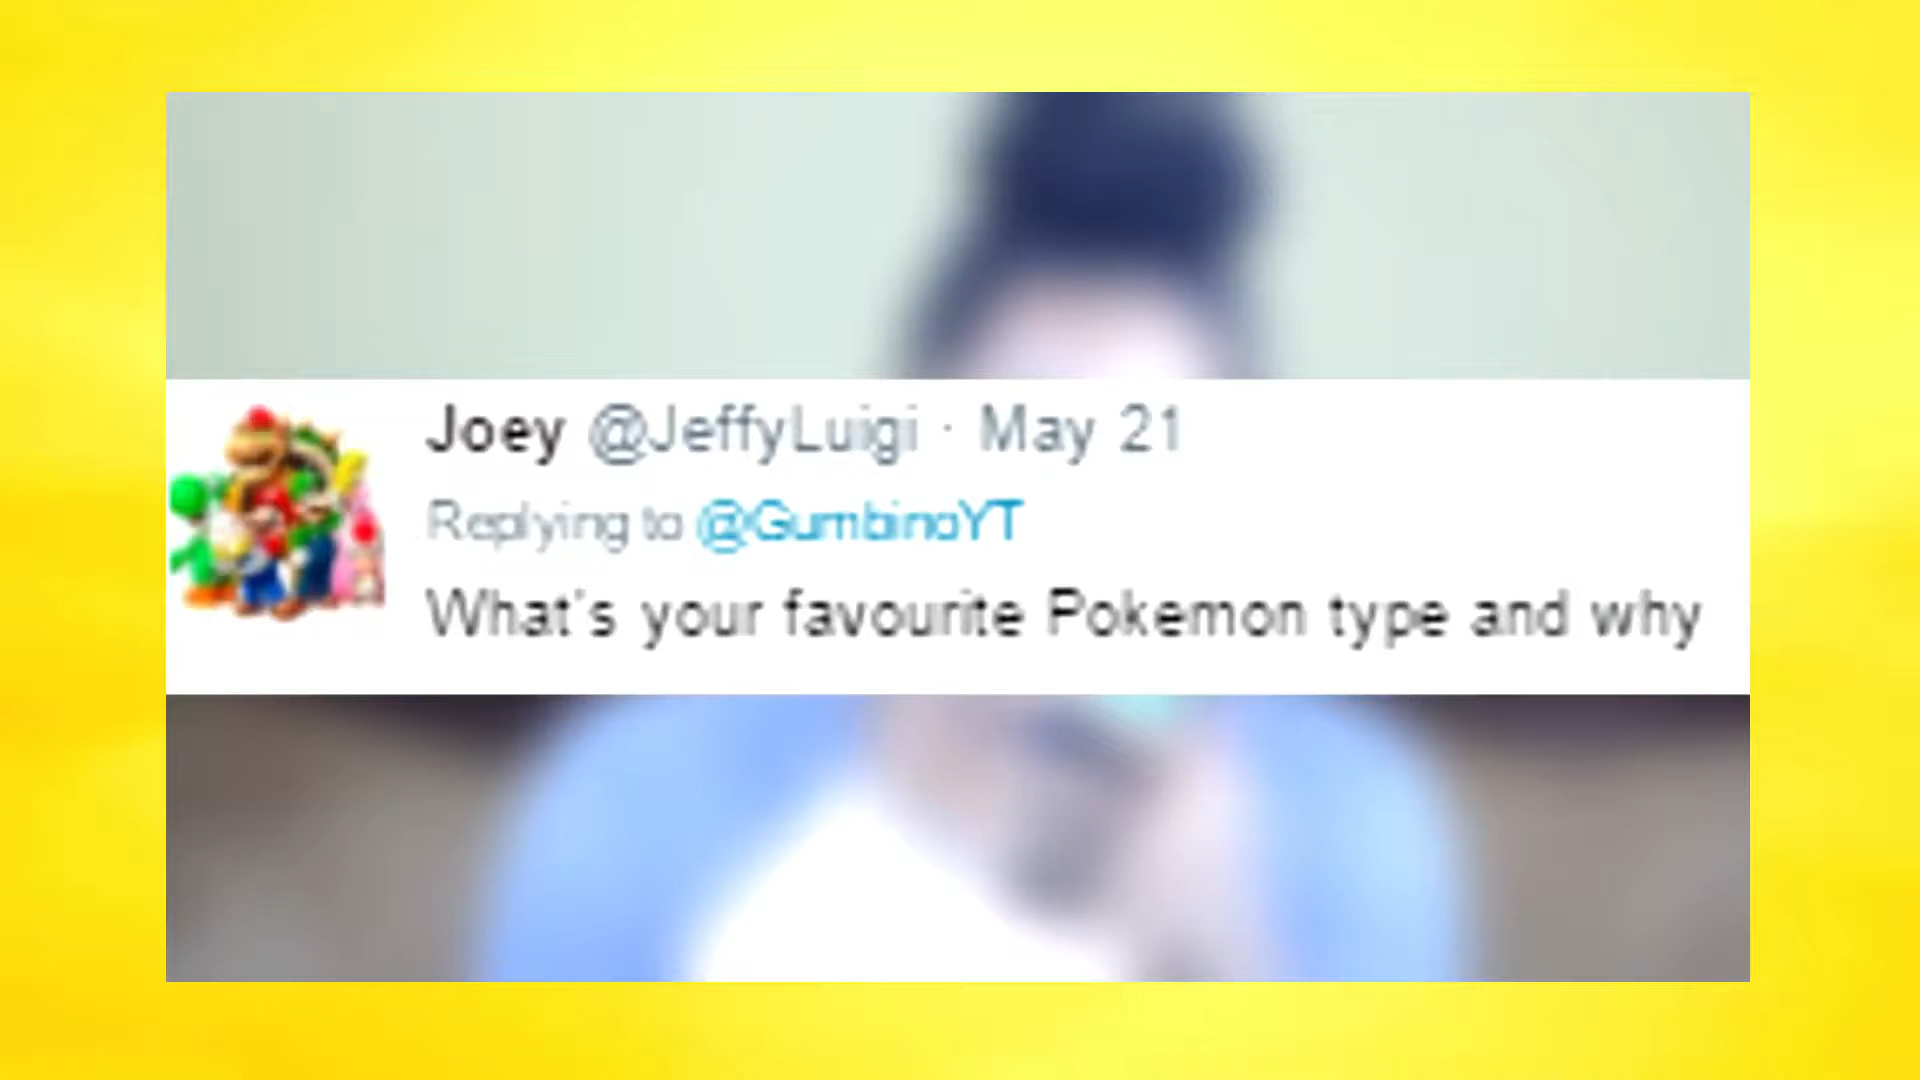 Joey @JeffyLuigi · May 21
Replying to @GumbinoYT
What's your favourite Pokemon type and why